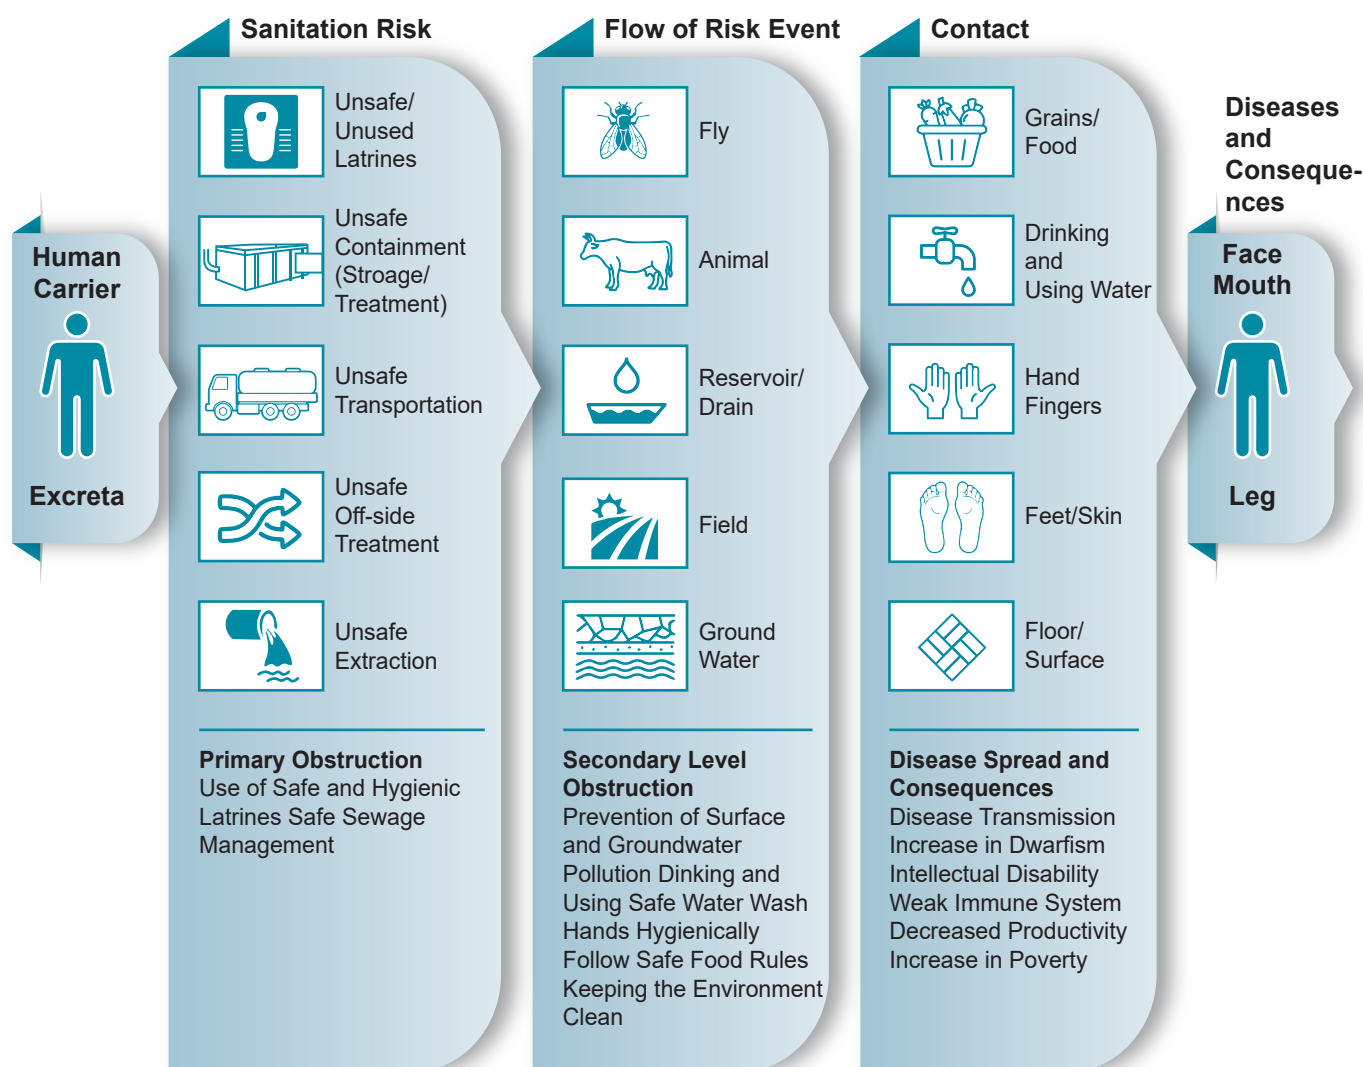 Sanitation Risk
Flow of Risk Event
Contact
Diseases
and
Conseque-
nces
Human
Carrier
Excreta
Unsafe/
Unused
Latrines
Unsafe
Containment
(Stroage/
Treatment)
Unsafe
Transportation
Unsafe
Off-side
Treatment
Unsafe
Extraction
Primary Obstruction
Use of Safe and Hygienic
Latrines Safe Sewage
Management
Fly
Animal
Reservoir/
Drain
Field
Ground
Water
Secondary Level
Obstruction
Prevention of Surface
and Groundwater
Pollution Dinking and
Using Safe Water Wash
Hands Hygienically
Follow Safe Food Rules
Keeping the Environment
Clean
Grains/
Food
Drinking
and
Using Water
Hand
Fingers
Feet/Skin
Floor/
Surface
Disease Spread and
Consequences
Disease Transmission
Increase in Dwarfism
Intellectual Disability
Weak Immune System
Decreased Productivity
Increase in Poverty
Face
Mouth
Leg